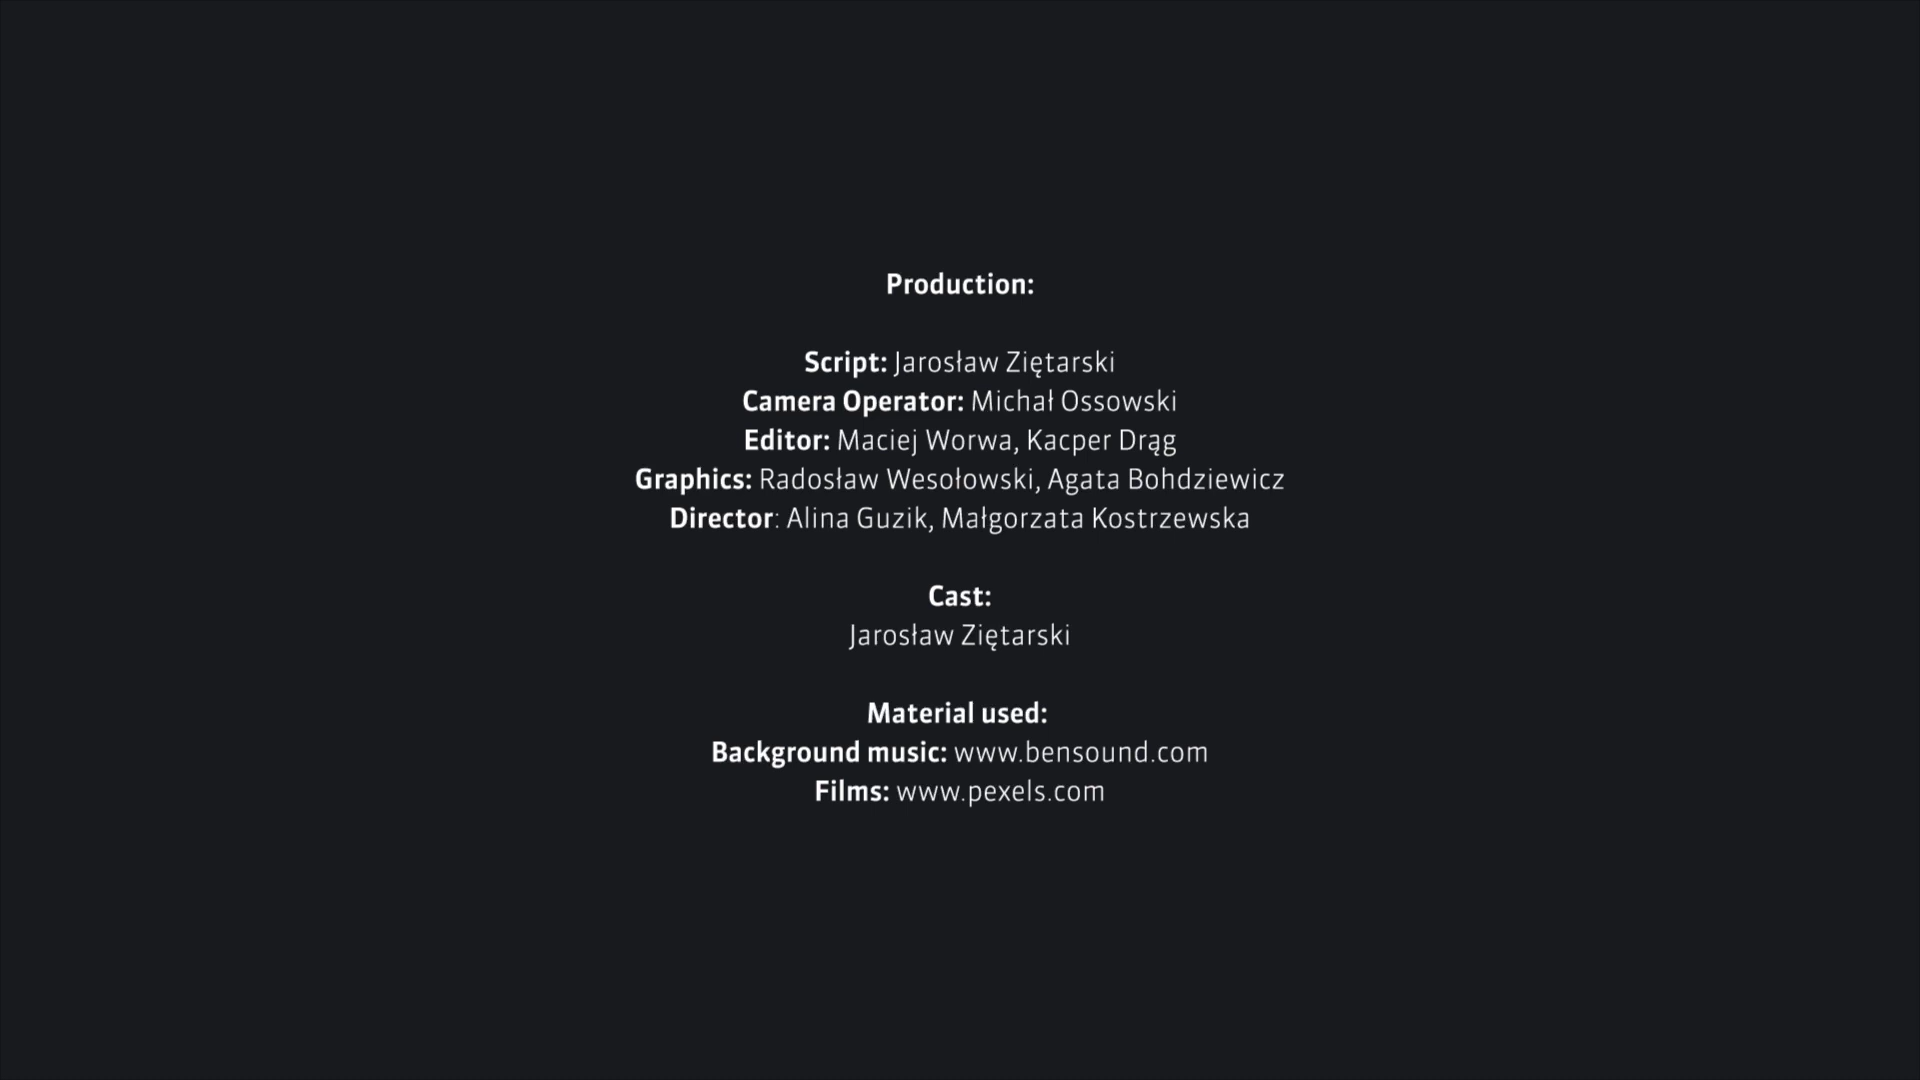 Production:
Script: Jarosław Ziętarski
Camera Operator: Michał Ossowski
Editor: Maciej Worwa, Kacper Drąg
Graphics: Radosław Wesołowski, Agata Bohdziewicz
Director: Alina Guzik, Małgorzata Kostrzewska
Cast:
Jarosław Ziętarski
Material used:
Background music: www.bensound.com
Films: www.pexels.com